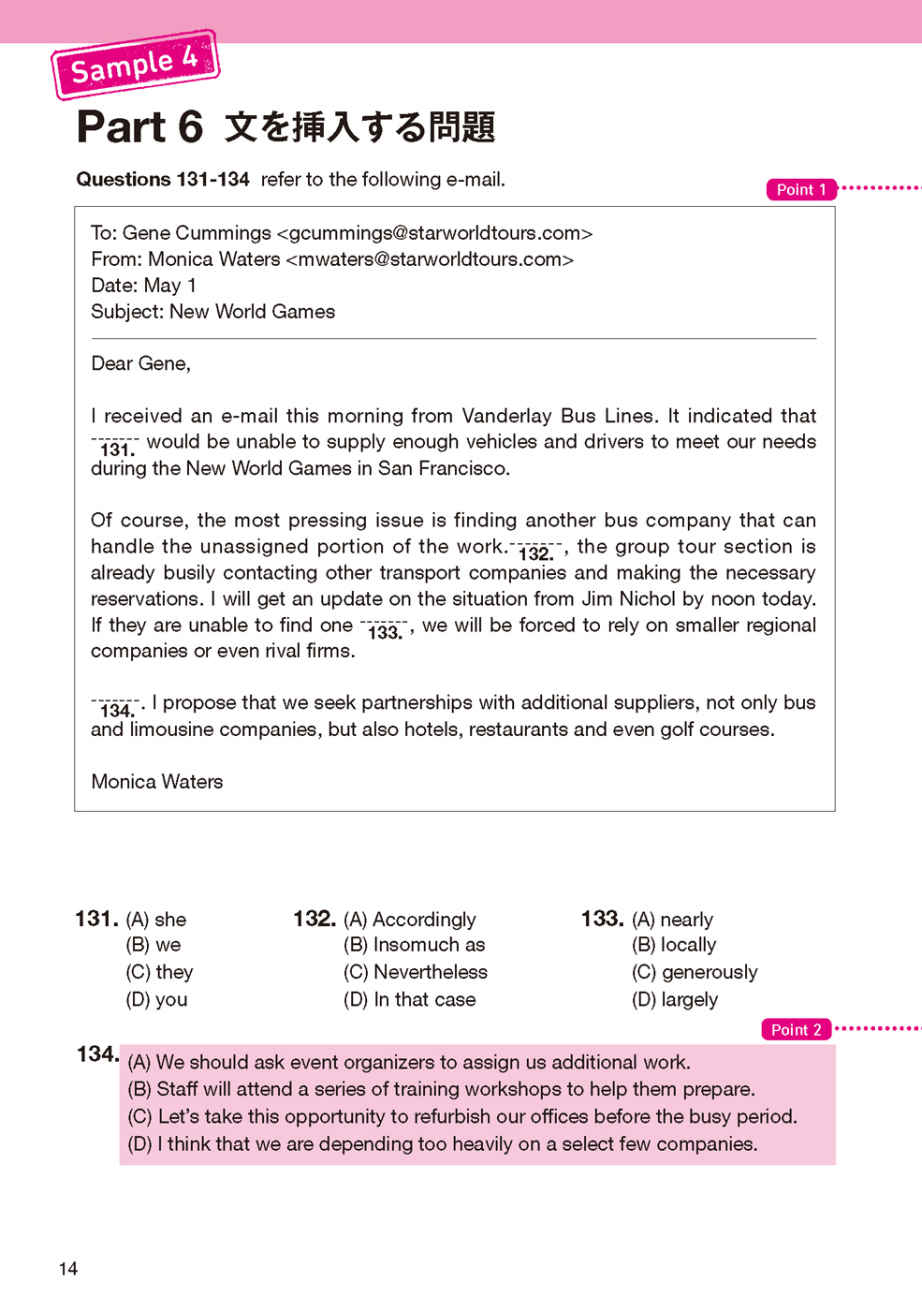 Sample 4
Part 6 文を挿入する問題
Questions 131-134 refer to the following e-mail.
Point 1
To: Gene Cummings <gcummings@starworldtours.com>
From: Monica Waters <mwaters@starworldtours.com>
Date: May 1
Subject: New World Games
Dear Gene,
I received an e-mail this morning from Vanderlay Bus Lines. It indicated that
------- would be unable to supply enough vehicles and drivers to meet our needs
131.
during the New World Games in San Francisco.
Of course, the most pressing issue is finding another bus company that can
handle the unassigned portion of the work.-------, the group tour section is
132.
already busily contacting other transport companies and making the necessary
reservations. I will get an update on the situation from Jim Nichol by noon today.
If they are unable to find one -------, we will be forced to rely on smaller regional
133.
companies or even rival firms.
-------. I propose that we seek partnerships with additional suppliers, not only bus
134.
and limousine companies, but also hotels, restaurants and even golf courses.
Monica Waters
131. (A) she
(B) we
(C) they
(D) you
132. (A) Accordingly
(B) Insomuch as
(C) Nevertheless
(D) In that case
133. (A) nearly
(B) locally
(C) generously
(D) largely
Point 2
134. (A) We should ask event organizers to assign us additional work.
(B) Staff will attend a series of training workshops to help them prepare.
(C) Let's take this opportunity to refurbish our offices before the busy period.
(D) I think that we are depending too heavily on a select few companies.
14